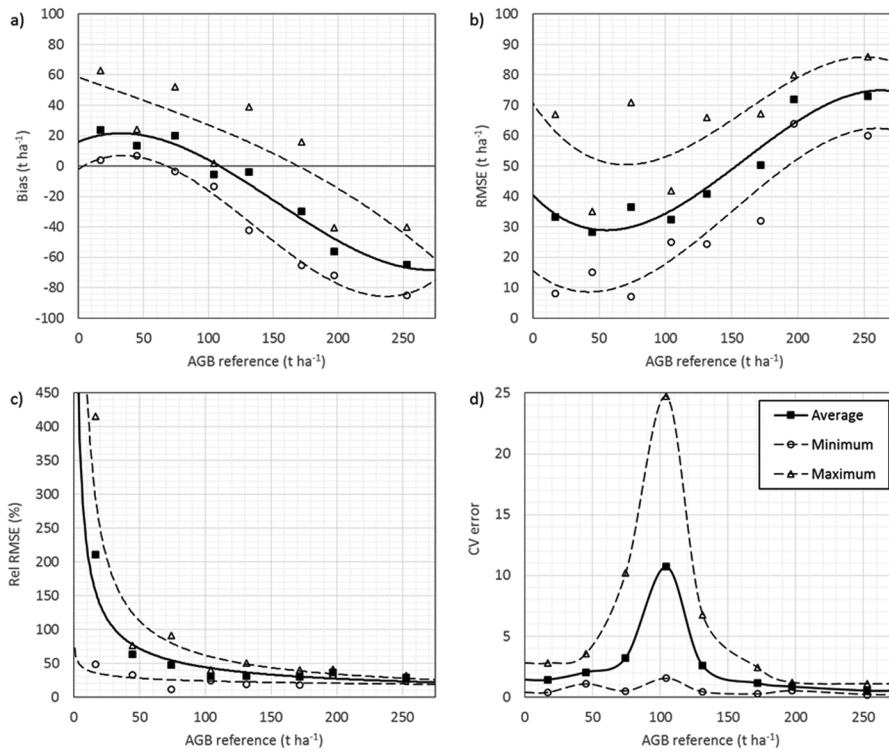 a)
100
80
60
40
20
0
-20
-40
-60
-80
-100
Bias (t ha-1)
0 50 100 150 200 250
AGB reference (t ha-1)
b)
100
90
80
70
60
50
40
30
20
10
0
RMSE (t ha-1)
0 50 100 150 200 250
AGB reference (t ha-1)
c)
450
400
350
300
250
200
150
100
50
0
Rel RMSE (%)
0 50 100 150 200 250
AGB reference (t ha-1)
d)
25
20
15
10
5
0
CV error
0 50 100 150 200 250
AGB reference (t ha-1)
Average
Minimum
Maximum